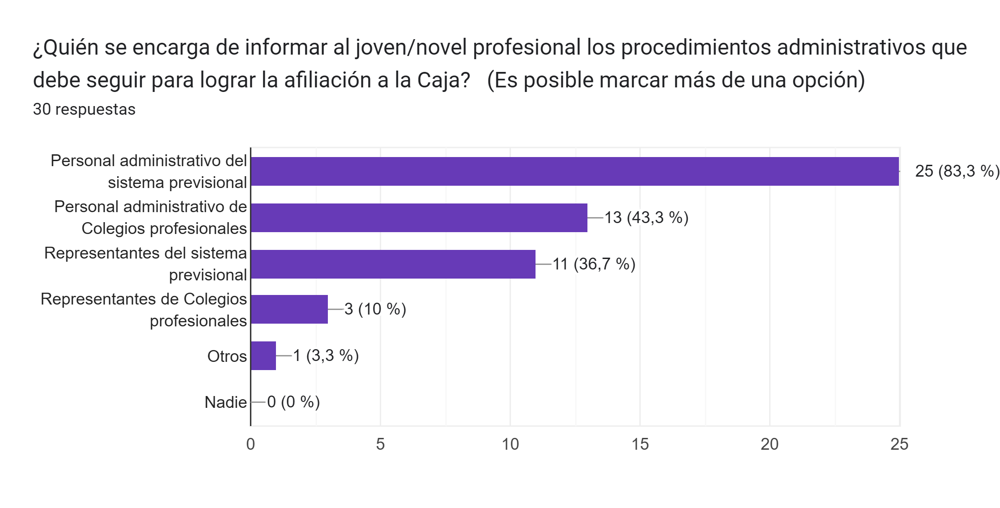 ¿Quién se encarga de informar al joven/novel profesional los procedimientos administrativos que
debe seguir para lograr la afiliación a la Caja?   (Es posible marcar más de una opción)
30 respuestas
Personal administrativo del
sistema previsional
25 (83,3 %)
Personal administrativo de
Colegios profesionales
13 (43,3 %)
Representantes del sistema
previsional
11 (36,7 %)
Representantes de Colegios
profesionales
3 (10 %)
Otros
1 (3,3 %)
Nadie
0 (0 %)
0 5 10 15 20 25